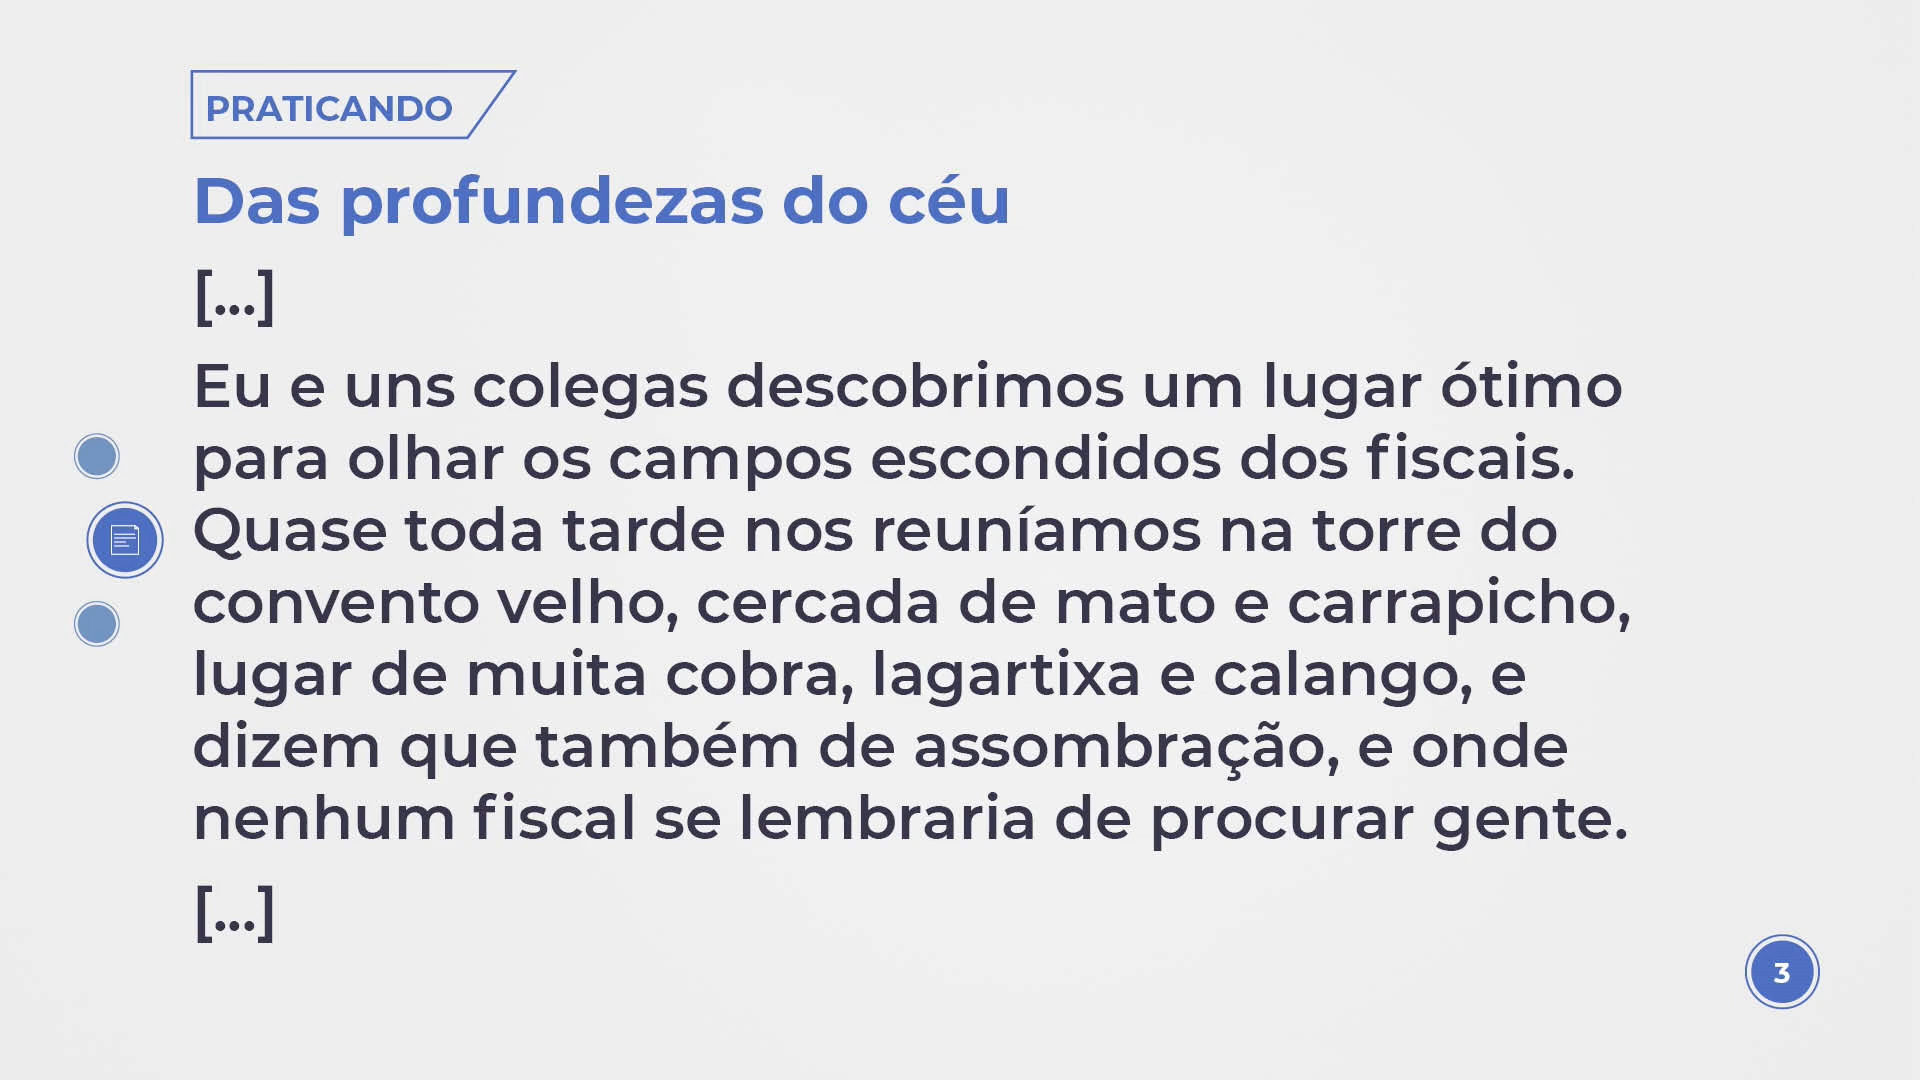 PRATICANDO
Das profundezas do céu
[...]
Eu e uns colegas descobrimos um lugar ótimo
para olhar os campos escondidos dos fiscais.
Quase toda tarde nos reuníamos na torre do
convento velho, cercada de mato e carrapicho,
lugar de muita cobra, lagartixa e calango, e
dizem que também de assombração, e onde
nenhum fiscal se lembraria de procurar gente.
[...]
3